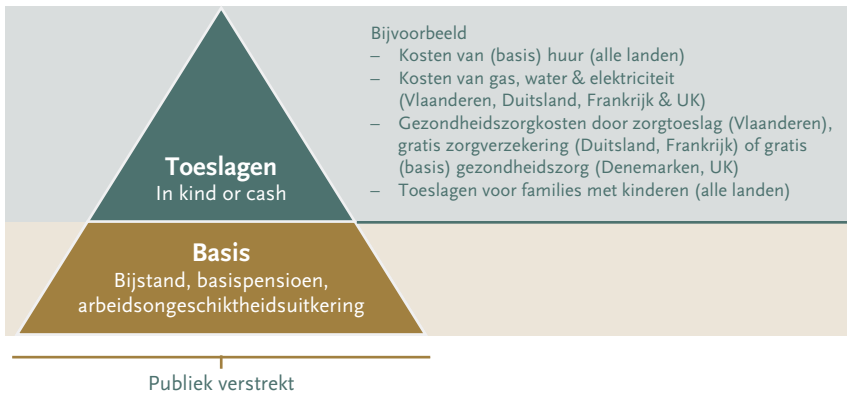 Bijvoorbeeld
– Kosten van (basis) huur (alle landen)
– Kosten van gas, water & elektriciteit
(Vlaanderen, Duitsland, Frankrijk & UK)
– Gezondheidszorgkosten door zorgtoeslag (Vlaanderen),
gratis zorgverzekering (Duitsland, Frankrijk) of gratis
(basis) gezondheidszorg (Denemarken, UK)
– Toeslagen voor families met kinderen (alle landen)
Toeslagen
In kind or cash
Basis
Bijstand, basispensioen,
arbeidsongeschiktheidsuitkering
Publiek verstrekt